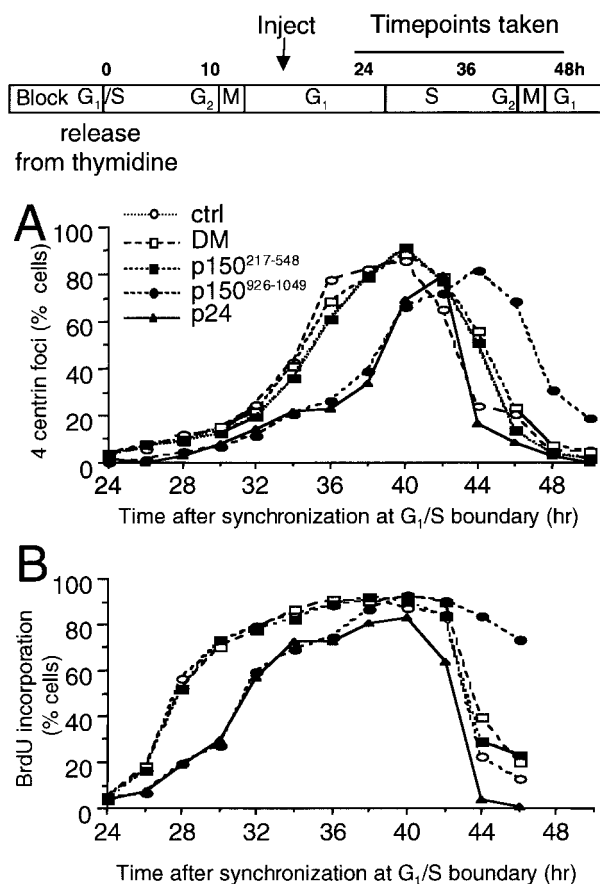 Inject
Timepoints taken
0 10 24 36 48h
Block G₁/S G₂ M G₁ S G₂ M G₁
release
from thymidine
A
ctrl
DM
p150²¹⁷⁻⁵⁴⁸
p150⁹²⁶⁻¹⁰⁴⁹
p24
4 centrin foci (% cells)
100
80
60
40
20
0
24 28 32 36 40 44 48
Time after synchronization at G₁/S boundary (hr)
B
BrdU incorporation
(% cells)
100
80
60
40
20
0
24 28 32 36 40 44 48
Time after synchronization at G₁/S boundary (hr)